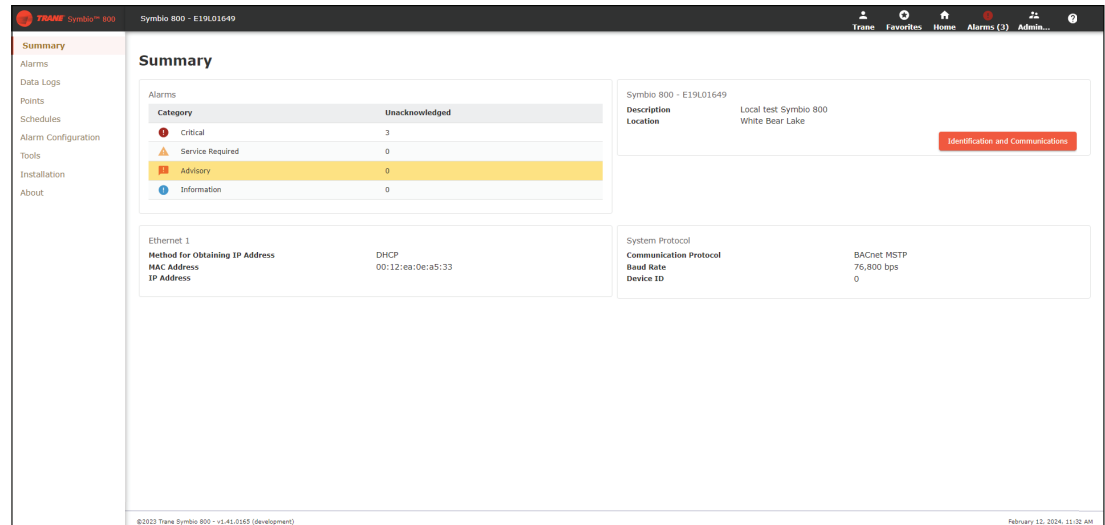 TRANE Symbio™ 800
Symbio 800 - E19L01649
Trane Favorites Home Alarms (3) Admin...
Summary
Alarms
Data Logs
Points
Schedules
Alarm Configuration
Tools
Installation
About
Summary
Alarms
Category Unacknowledged
Critical 3
Service Required 0
Advisory 0
Information 0
Symbio 800 - E19L01649
Description Local test Symbio 800
Location White Bear Lake
Identification and Communications
Ethernet 1
Method for Obtaining IP Address DHCP
MAC Address 00:12:ea:0e:a5:33
IP Address
System Protocol
Communication Protocol BACnet MSTP
Baud Rate 76,800 bps
Device ID 0
©2023 Trane Symbio 800 - v1.41.0165 (development)
February 12, 2024, 11:32 AM